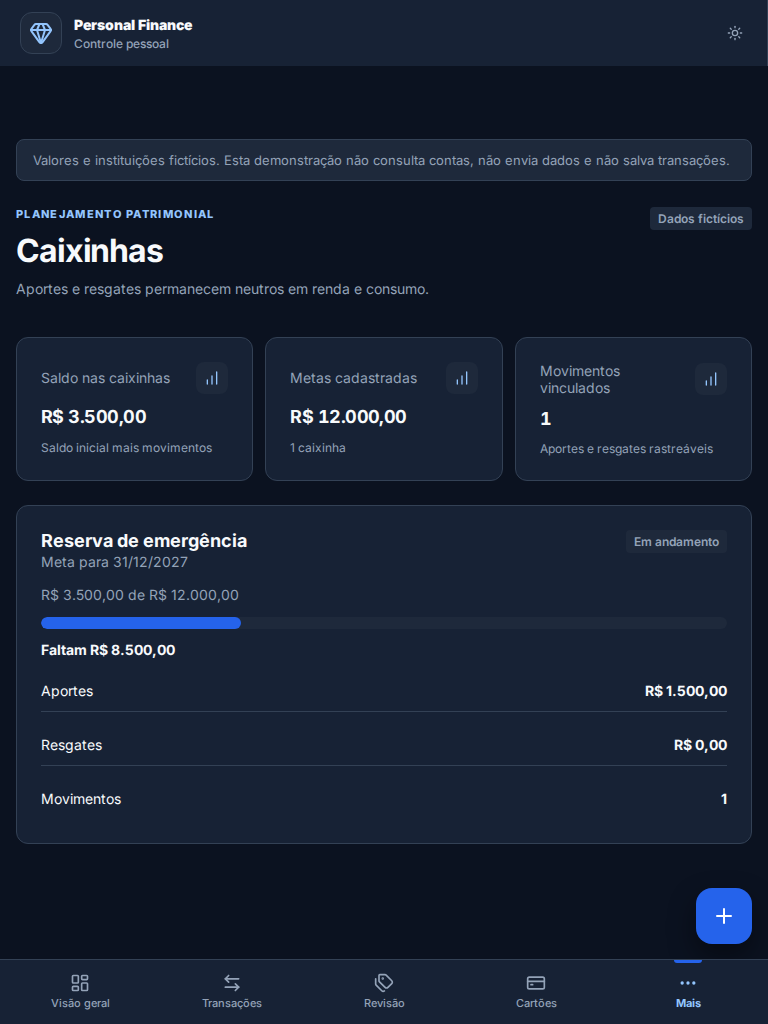 Personal Finance
Controle pessoal
Valores e instituições fictícios. Esta demonstração não consulta contas, não envia dados e não salva transações.
PLANEJAMENTO PATRIMONIAL
Dados fictícios
Caixinhas
Aportes e resgates permanecem neutros em renda e consumo.
Saldo nas caixinhas
R$ 3.500,00
Saldo inicial mais movimentos
Metas cadastradas
R$ 12.000,00
1 caixinha
Movimentos
vinculados
1
Aportes e resgates rastreáveis
Reserva de emergência
Em andamento
Meta para 31/12/2027
R$ 3.500,00 de R$ 12.000,00
Faltam R$ 8.500,00
Aportes R$ 1.500,00
Resgates R$ 0,00
Movimentos 1
Visão geral
Transações
Revisão
Cartões
Mais